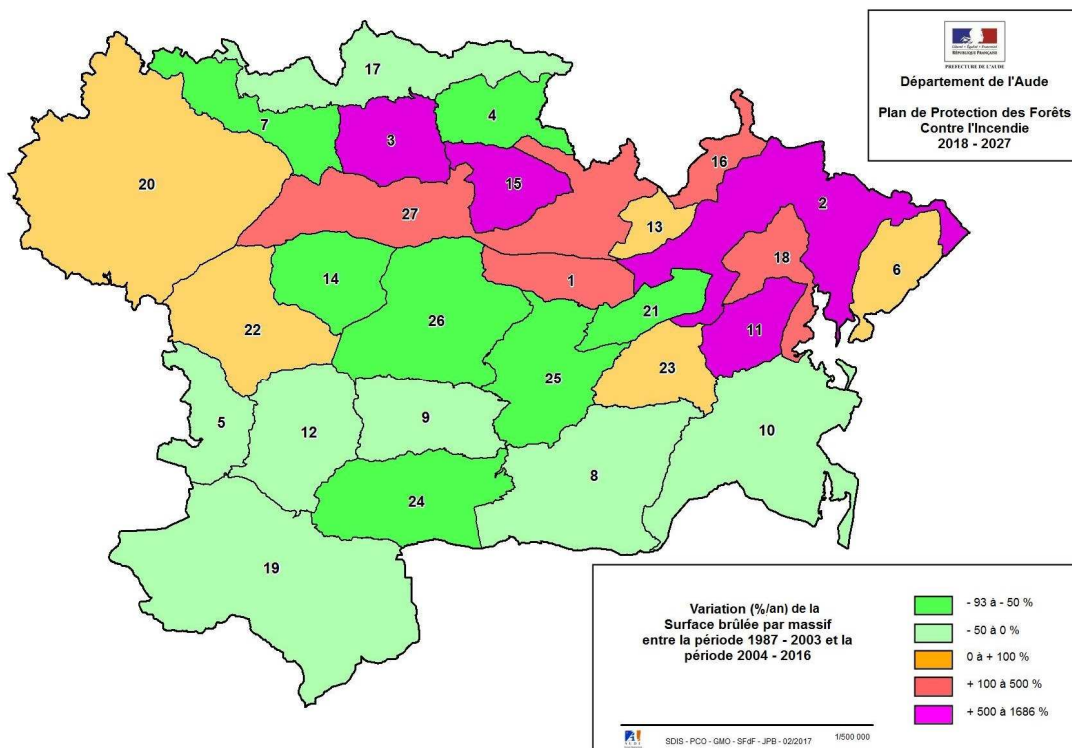 RÉPUBLIQUE FRANÇAISE
PREFECTURE DE L'AUDE
Département de l'Aude
Plan de Protection des Forêts
Contre l'Incendie
2018 - 2027
17
4
7
3
16
15
20
2
13
27
18
6
1
14
21
26
11
22
23
25
9
5
12
10
8
24
19
Variation (%/an) de la
Surface brûlée par massif
entre la période 1987 - 2003 et la
période 2004 - 2016
- 93 à - 50 %
- 50 à 0 %
0 à + 100 %
+ 100 à 500 %
+ 500 à 1686 %
AUDE
SDIS - PCO - GMO - SFdF - JPB - 02/2017
1/500 000